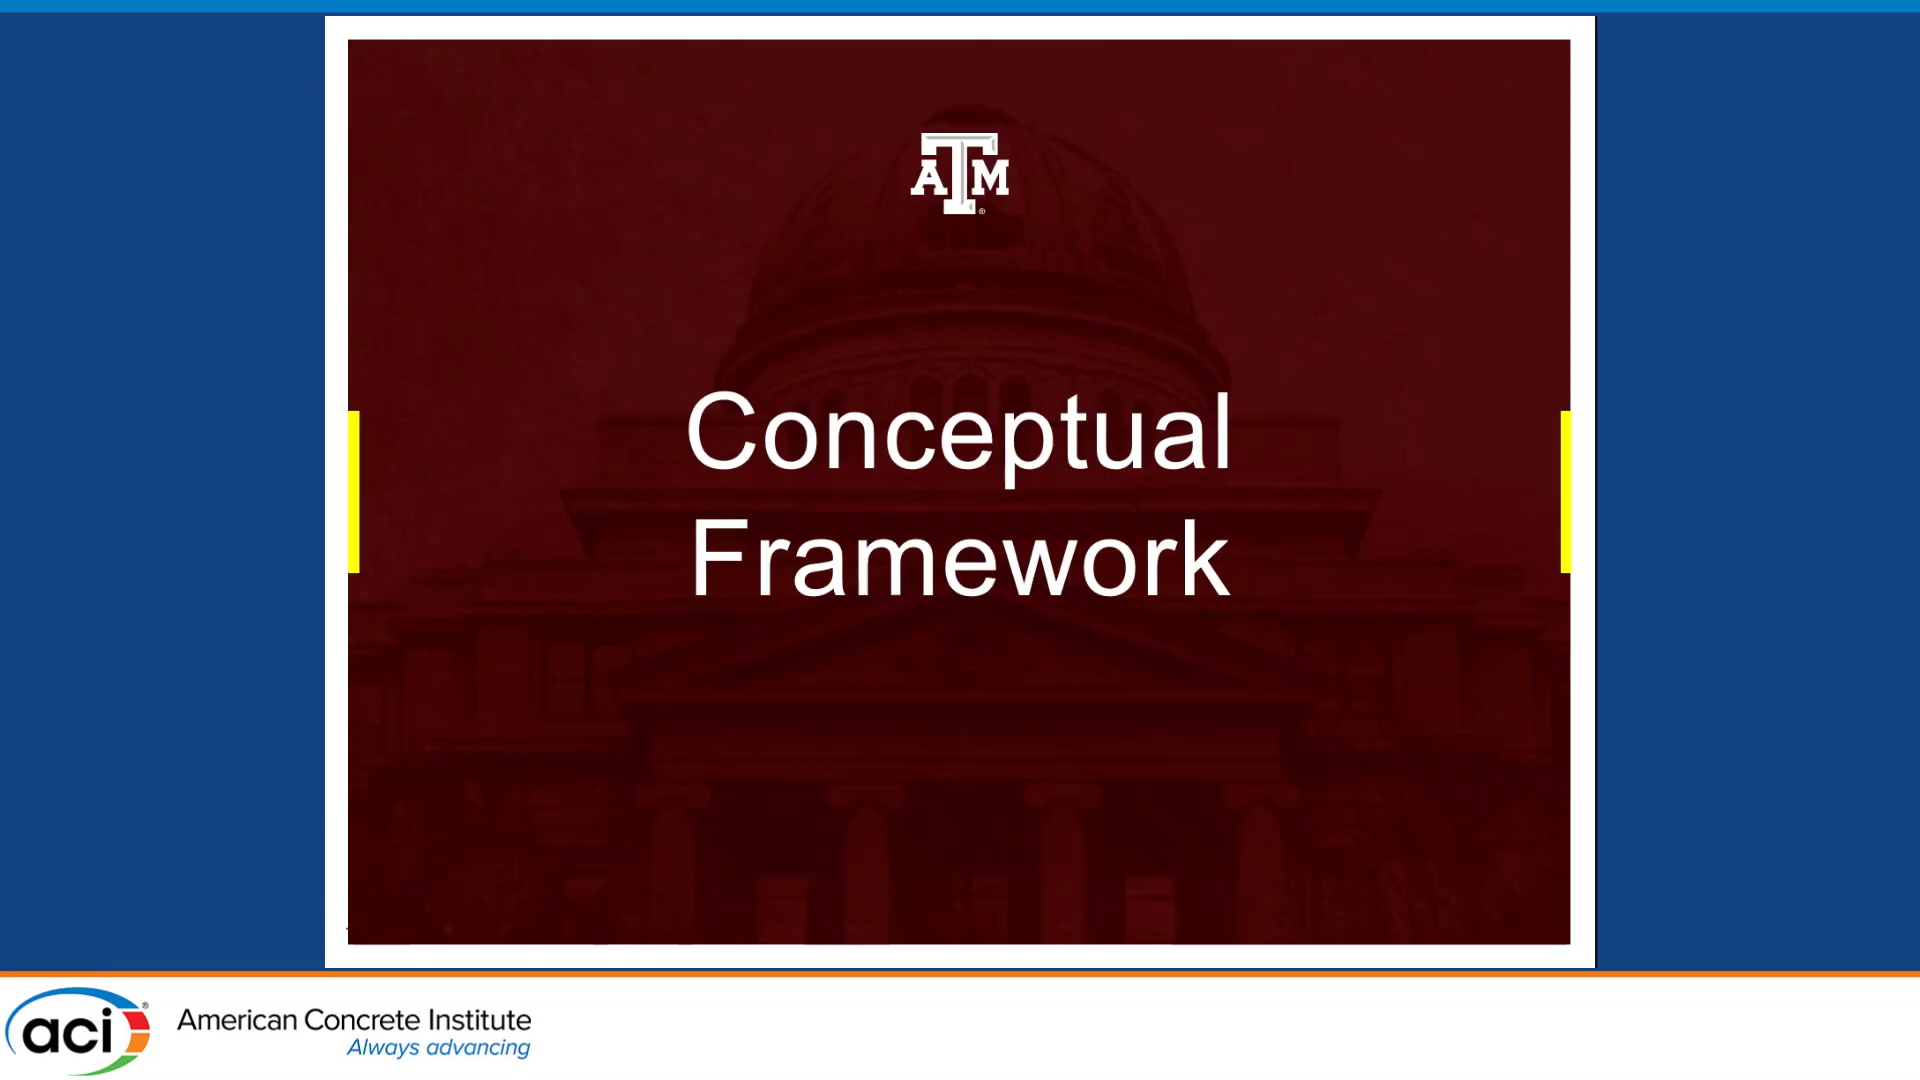 ATM
®
Conceptual
Framework
aci®
American Concrete Institute
Always advancing